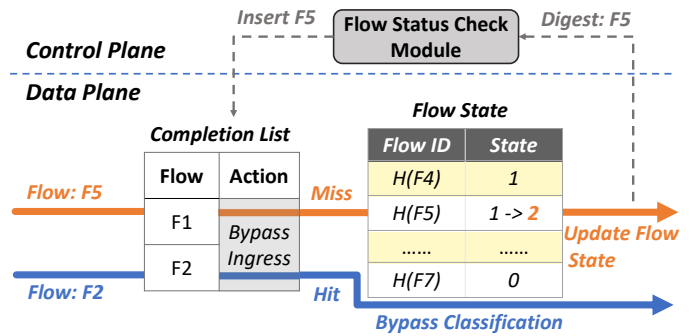 Insert F5
Flow Status Check
Module
Digest: F5
Control Plane
Data Plane
Completion List
Flow Action
F1
F2
Bypass
Ingress
Flow: F5
Flow: F2
Miss
Hit
Flow State
Flow ID State
H(F4) 1
H(F5) 1 -> 2
...... ......
H(F7) 0
Update Flow
State
Bypass Classification